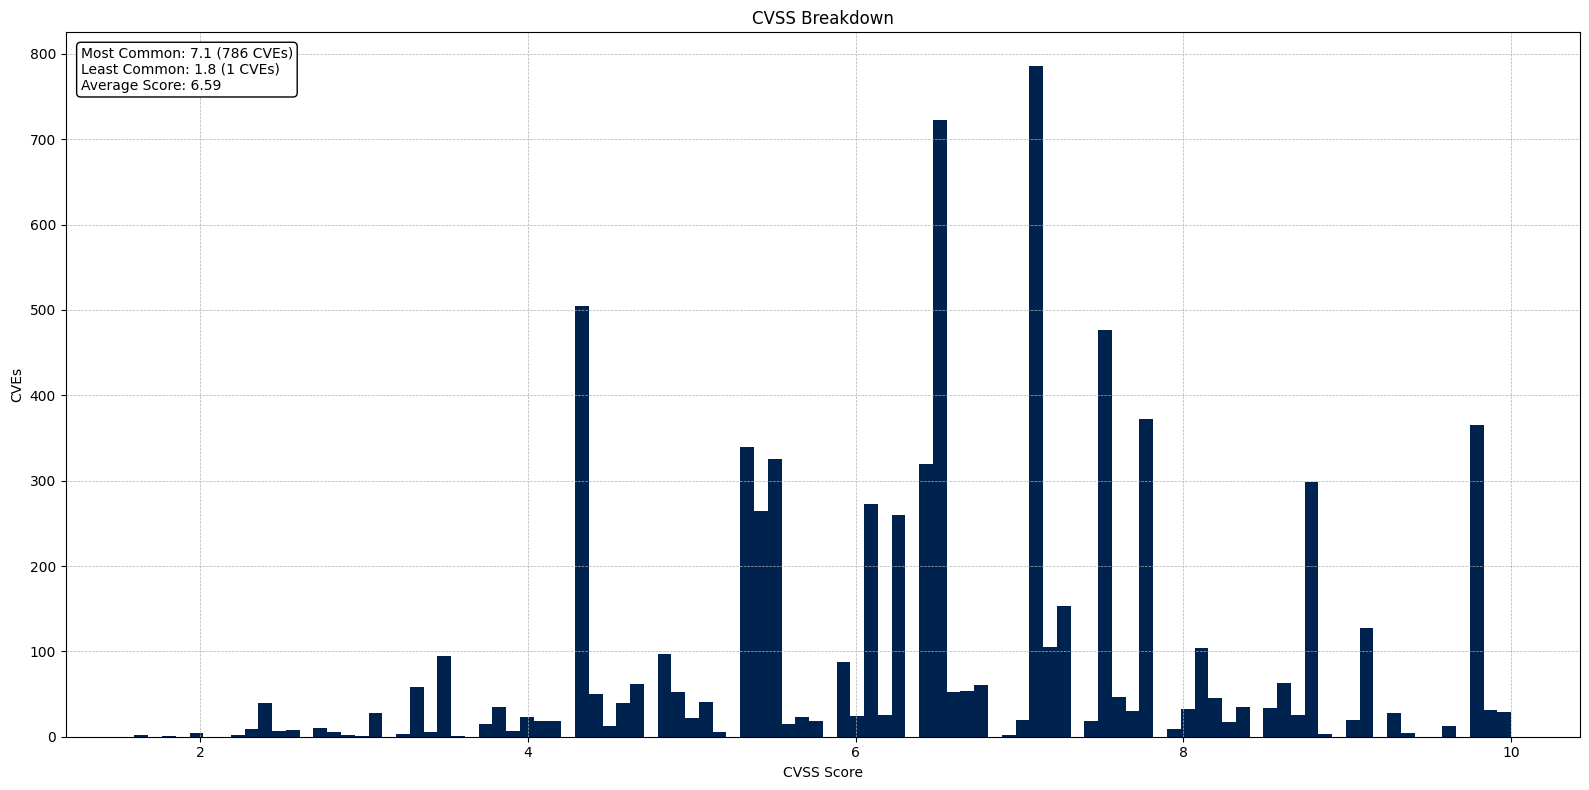 CVSS Breakdown
Most Common: 7.1 (786 CVEs)
Least Common: 1.8 (1 CVEs)
Average Score: 6.59
CVEs
800
700
600
500
400
300
200
100
0
2
4
6
8
10
CVSS Score